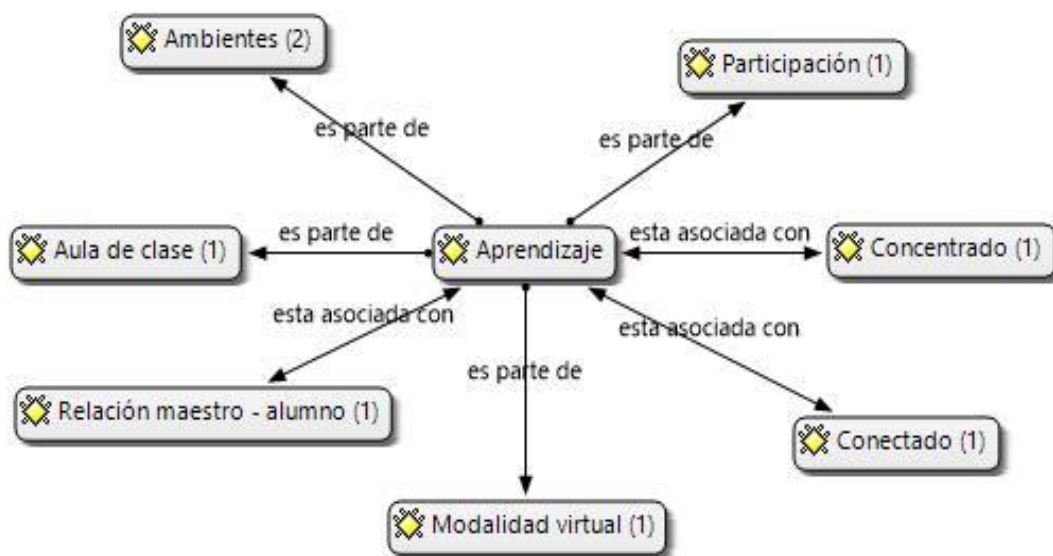 Ambientes (2)
Participación (1)
es parte de
es parte de
Aula de clase (1)
es parte de
Aprendizaje
esta asociada con
Concentrado (1)
esta asociada con
esta asociada con
es parte de
Relación maestro - alumno (1)
Conectado (1)
Modalidad virtual (1)